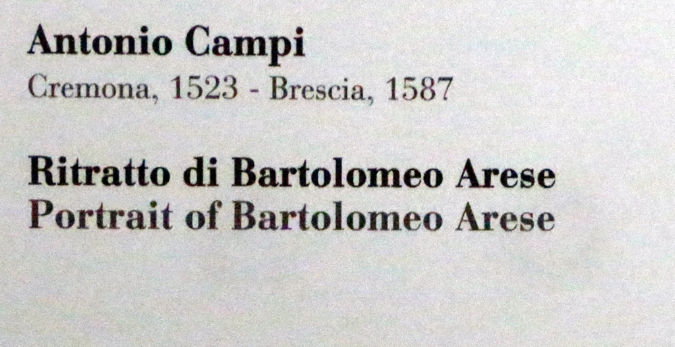 Antonio Campi
Cremona, 1523 - Brescia, 1587
Ritratto di Bartolomeo Arese
Portrait of Bartolomeo Arese